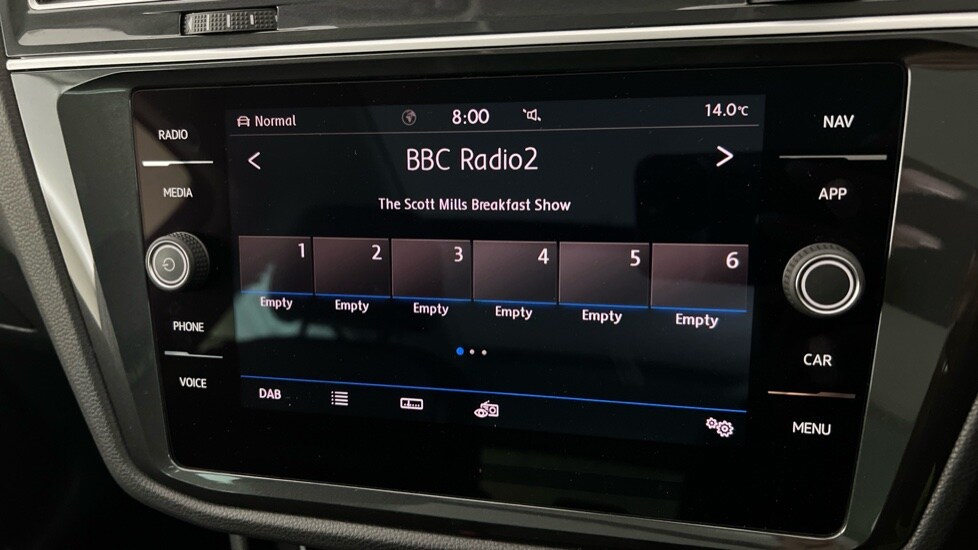 RADIO
MEDIA
PHONE
VOICE
Normal 8:00 14.0°C
< BBC Radio2 >
The Scott Mills Breakfast Show
1 2 3 4 5 6
Empty Empty Empty Empty Empty Empty
DAB
NAV
APP
CAR
MENU